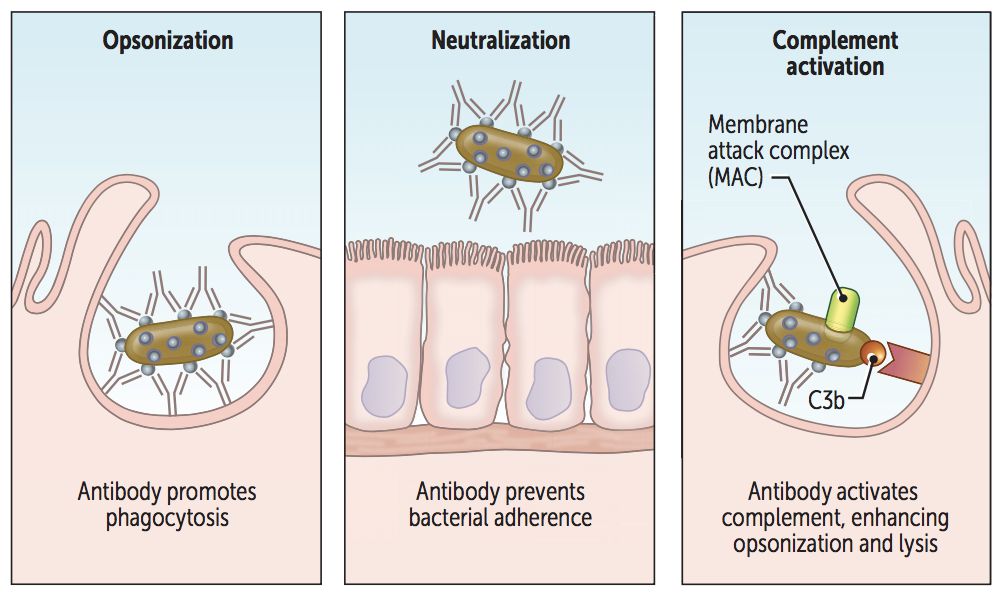 Opsonization
Antibody promotes
phagocytosis
Neutralization
Antibody prevents
bacterial adherence
Complement
activation
Membrane
attack complex
(MAC)
C3b
Antibody activates
complement, enhancing
opsonization and lysis